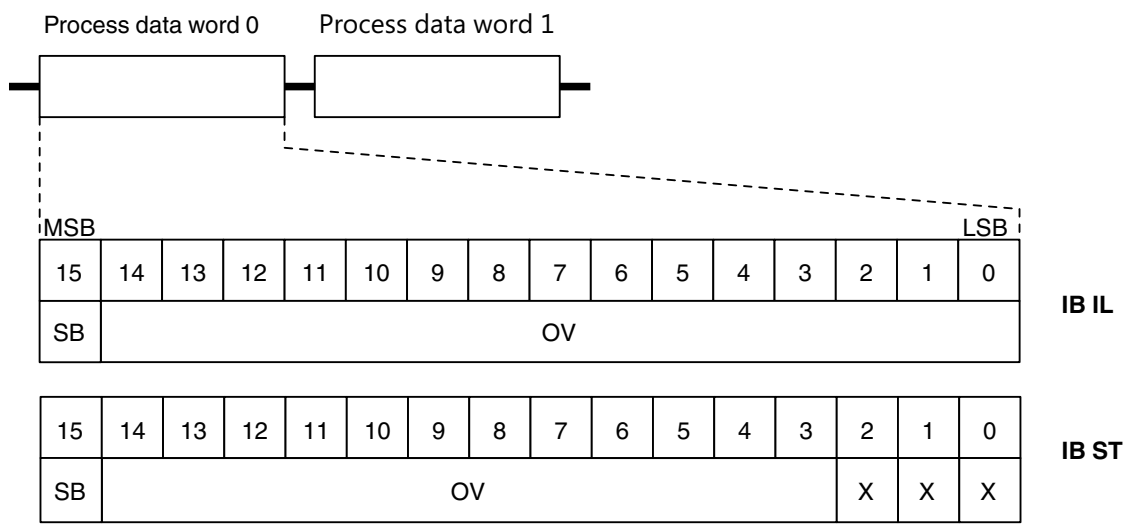 Process data word 0 Process data word 1
MSB LSB
15 14 13 12 11 10 9 8 7 6 5 4 3 2 1 0
IB IL
SB OV
15 14 13 12 11 10 9 8 7 6 5 4 3 2 1 0
IB ST
SB OV X X X